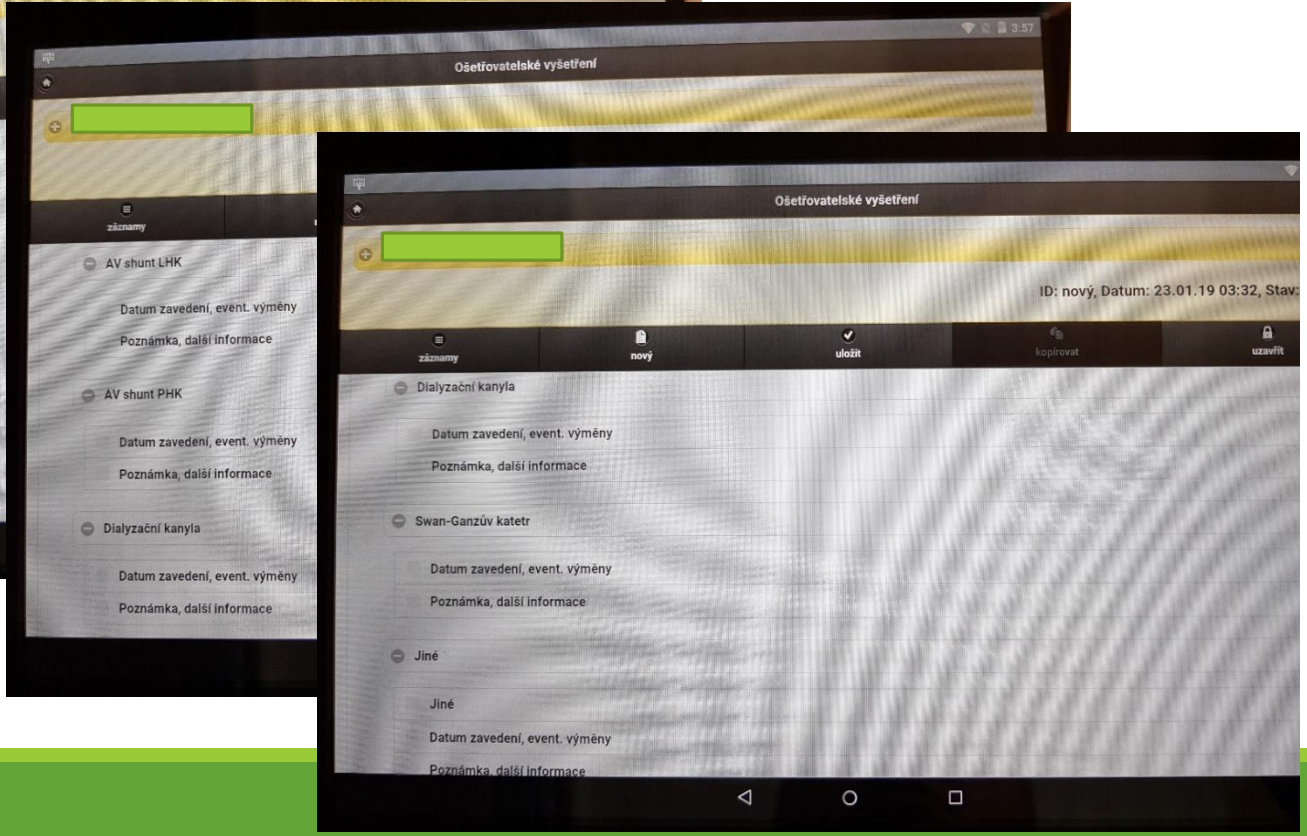 3:57
Ošetřovatelské vyšetření
záznamy
AV shunt LHK
Datum zavedení, event. výměny
Poznámka, další informace
AV shunt PHK
Datum zavedení, event. výměny
Poznámka, další informace
Dialyzační kanyla
Datum zavedení, event. výměny
Poznámka, další informace
Ošetřovatelské vyšetření
ID: nový, Datum: 23.01.19 03:32, Stav:
záznamy nový uložit kopírovat uzavřít
Dialyzační kanyla
Datum zavedení, event. výměny
Poznámka, další informace
Swan-Ganzův katetr
Datum zavedení, event. výměny
Poznámka, další informace
Jiné
Jiné
Datum zavedení, event. výměny
Poznámka, další informace